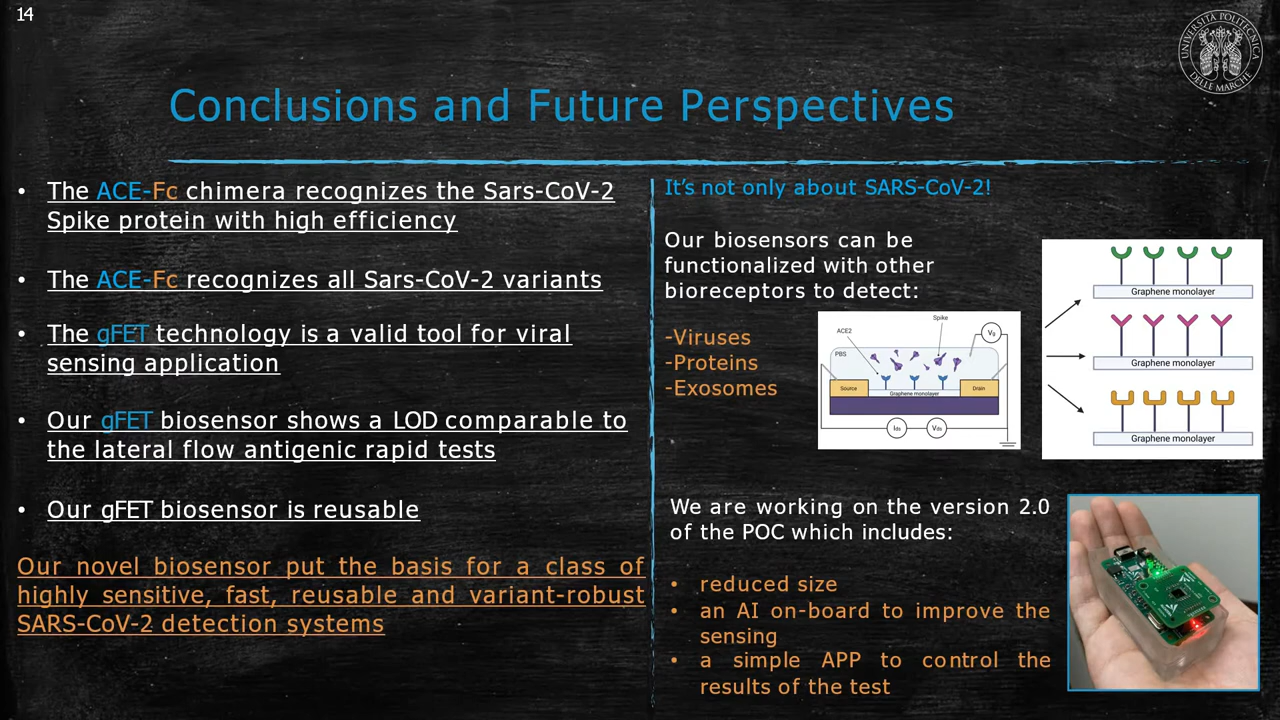 14
UNIVERSITÀ POLITECNICA
DELLE MARCHE
Conclusions and Future Perspectives
• The ACE-Fc chimera recognizes the Sars-CoV-2
Spike protein with high efficiency
• The ACE-Fc recognizes all Sars-CoV-2 variants
• The gFET technology is a valid tool for viral
sensing application
• Our gFET biosensor shows a LOD comparable to
the lateral flow antigenic rapid tests
• Our gFET biosensor is reusable
Our novel biosensor put the basis for a class of
highly sensitive, fast, reusable and variant-robust
SARS-CoV-2 detection systems
It's not only about SARS-CoV-2!
Our biosensors can be
functionalized with other
bioreceptors to detect:
-Viruses
-Proteins
-Exosomes
Spike
ACE2
Vg
PBS
Source
Graphene monolayer
Drain
Ids
Vds
Graphene monolayer
Graphene monolayer
Graphene monolayer
We are working on the version 2.0
of the POC which includes:
• reduced size
• an AI on-board to improve the
sensing
• a simple APP to control the
results of the test